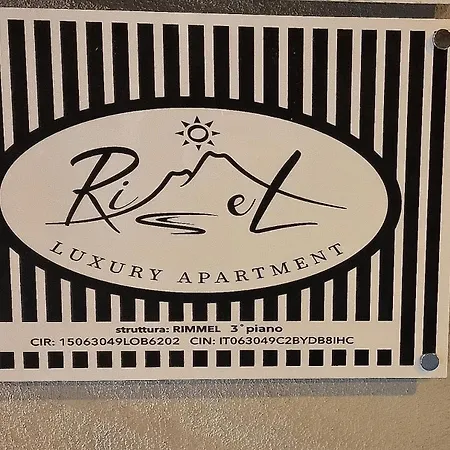 Rimmel
LUXURY APARTMENT
struttura: RIMMEL 3° piano
CIR: 15063049LOB6202 CIN: IT063049C2BYDB8IHC